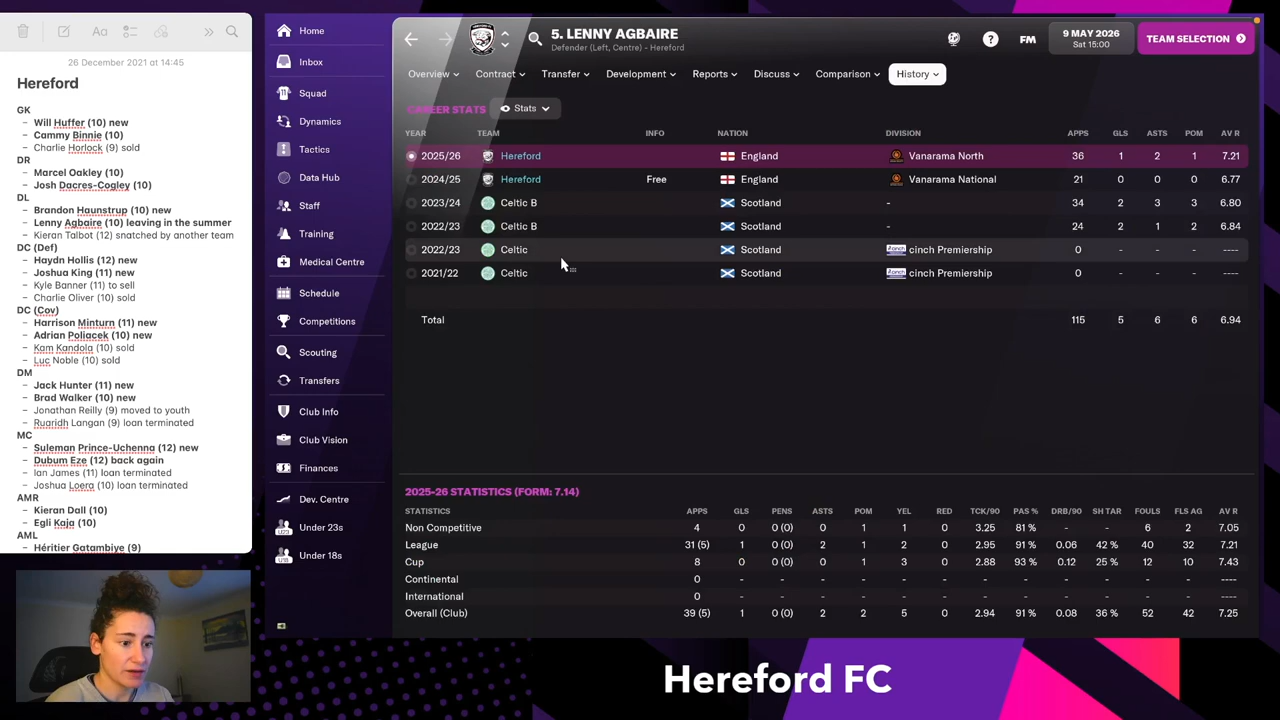 26 December 2021 at 14:45
Hereford
GK
- Will Huffer (10) new
- Cammy Binnie (10)
- Charlie Horlock (9) sold
DR
- Marcel Oakley (10)
- Josh Dacres-Cogley (10)
DL
- Brandon Haunstrup (10) new
- Lenny Agbaire (10) leaving in the summer
- Kieran Talbot (12) snatched by another team
DC (Def)
- Haydn Hollis (12) new
- Joshua King (11) new
- Kyle Banner (11) to sell
- Charlie Oliver (10) sold
DC (Cov)
- Harrison Minturn (11) new
- Adrian Poliacek (10) new
- Kam Kandola (10) sold
- Luc Noble (10) sold
DM
- Jack Hunter (11) new
- Brad Walker (10) new
- Jonathan Reilly (9) moved to youth
- Ruaridh Langan (9) loan terminated
MC
- Suleman Prince-Uchenna (12) new
- Dubum Eze (12) back again
- Ian James (11) loan terminated
- Joshua Loera (10) loan terminated
AMR
- Kieran Dall (10)
- Egli Kaja (10)
AML
- Héritier Gatambiye (9)
Home
Inbox
Squad
Dynamics
Tactics
Data Hub
Staff
Training
Medical Centre
Schedule
Competitions
Scouting
Transfers
Club Info
Club Vision
Finances
Dev. Centre
Under 23s
Under 18s
5. LENNY AGBAIRE
Defender (Left, Centre) - Hereford
FM
9 MAY 2026
Sat 15:00
TEAM SELECTION
Overview Contract Transfer Development Reports Discuss Comparison History
CAREER STATS Stats
YEAR TEAM INFO NATION DIVISION APPS GLS ASTS POM AV R
2025/26 Hereford England Vanarama North 36 1 2 1 7.21
2024/25 Hereford Free England Vanarama National 21 0 0 0 6.77
2023/24 Celtic B Scotland - 34 2 3 3 6.80
2022/23 Celtic B Scotland - 24 2 1 2 6.84
2022/23 Celtic Scotland cinch Premiership 0 - - - ----
2021/22 Celtic Scotland cinch Premiership 0 - - - ----
Total 115 5 6 6 6.94
2025-26 STATISTICS (FORM: 7.14)
STATISTICS APPS GLS PENS ASTS POM YEL RED TCK/90 PAS % DRB/90 SH TAR FOULS FLS AG AV R
Non Competitive 4 0 0 (0) 0 1 1 0 3.25 81 % - - 6 2 7.05
League 31 (5) 1 0 (0) 2 1 2 0 2.95 91 % 0.06 42 % 40 32 7.21
Cup 8 0 0 (0) 0 1 3 0 2.88 93 % 0.12 25 % 12 10 7.43
Continental 0 - - - - - - - - - - - - ----
International 0 - - - - - - - - - - - - ----
Overall (Club) 39 (5) 1 0 (0) 2 2 5 0 2.94 91 % 0.08 36 % 52 42 7.25
Hereford FC